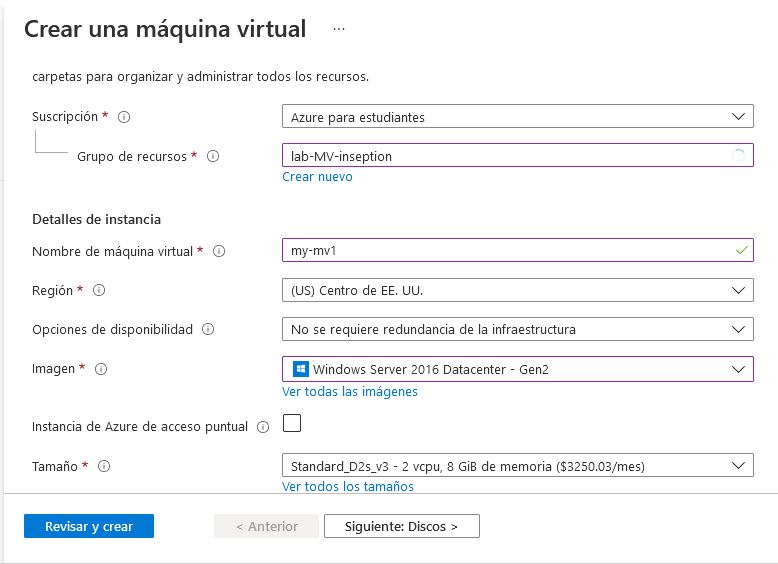 Crear una máquina virtual ...
carpetas para organizar y administrar todos los recursos.
Suscripción * Azure para estudiantes
Grupo de recursos * lab-MV-inseption
Crear nuevo
Detalles de instancia
Nombre de máquina virtual * my-mv1
Región * (US) Centro de EE. UU.
Opciones de disponibilidad No se requiere redundancia de la infraestructura
Imagen * Windows Server 2016 Datacenter - Gen2
Ver todas las imágenes
Instancia de Azure de acceso puntual
Tamaño * Standard_D2s_v3 - 2 vcpu, 8 GiB de memoria ($3250.03/mes)
Ver todos los tamaños
Revisar y crear < Anterior Siguiente: Discos >